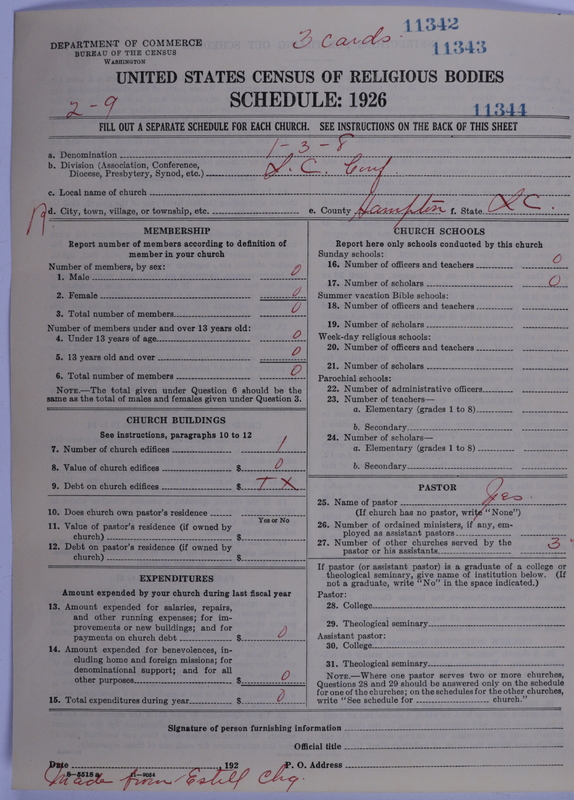 DEPARTMENT OF COMMERCE
BUREAU OF THE CENSUS
WASHINGTON
3 cards
11342
11343
UNITED STATES CENSUS OF RELIGIOUS BODIES
2-9
SCHEDULE: 1926
11344
FILL OUT A SEPARATE SCHEDULE FOR EACH CHURCH. SEE INSTRUCTIONS ON THE BACK OF THIS SHEET
a. Denomination 1-3-8
b. Division (Association, Conference, Diocese, Presbytery, Synod, etc.) S.C. Conf
c. Local name of church
d. City, town, village, or township, etc. e. County Hampton f. State SC.
MEMBERSHIP
Report number of members according to definition of
member in your church
Number of members, by sex:
1. Male 0
2. Female 0
3. Total number of members 0
Number of members under and over 13 years old:
4. Under 13 years of age 0
5. 13 years old and over 0
6. Total number of members 0
NOTE.—The total given under Question 6 should be the
same as the total of males and females given under Question 3.
CHURCH BUILDINGS
See instructions, paragraphs 10 to 12
7. Number of church edifices 1
8. Value of church edifices $ 0
9. Debt on church edifices $ + X
10. Does church own pastor's residence
Yes or No
11. Value of pastor's residence (if owned by
church) $
12. Debt on pastor's residence (if owned by
church) $
EXPENDITURES
Amount expended by your church during last fiscal year
13. Amount expended for salaries, repairs,
and other running expenses; for im-
provements or new buildings; and for
payments on church debt $ 0
14. Amount expended for benevolences, in-
cluding home and foreign missions; for
denominational support; and for all
other purposes $ 0
15. Total expenditures during year $ 0
CHURCH SCHOOLS
Report here only schools conducted by this church
Sunday schools:
16. Number of officers and teachers 0
17. Number of scholars 0
Summer vacation Bible schools:
18. Number of officers and teachers
19. Number of scholars
Week-day religious schools:
20. Number of officers and teachers
21. Number of scholars
Parochial schools:
22. Number of administrative officers
23. Number of teachers—
a. Elementary (grades 1 to 8)
b. Secondary
24. Number of scholars—
a. Elementary (grades 1 to 8)
b. Secondary
PASTOR
25. Name of pastor Yes
(If church has no pastor, write "None")
26. Number of ordained ministers, if any, em-
ployed as assistant pastors
27. Number of other churches served by the
pastor or his assistants 3
If pastor (or assistant pastor) is a graduate of a college or
theological seminary, give name of institution below. (If
not a graduate, write "No" in the space indicated.)
Pastor:
28. College
29. Theological seminary
Assistant pastor:
30. College
31. Theological seminary
NOTE.—Where one pastor serves two or more churches,
Questions 28 and 29 should be answered only on the schedule
for one of the churches; on the schedules for the other churches,
write "See schedule for church."
Signature of person furnishing information
Official title
Date , 192 P. O. Address
8-5518 a 11-9054
Made from Estill Chg.